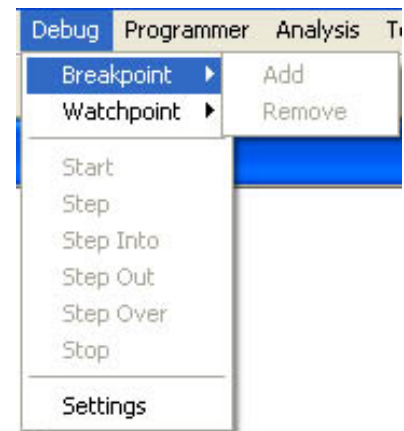 Debug Programmer Analysis
Breakpoint Add
Watchpoint Remove
Start
Step
Step Into
Step Out
Step Over
Stop
Settings